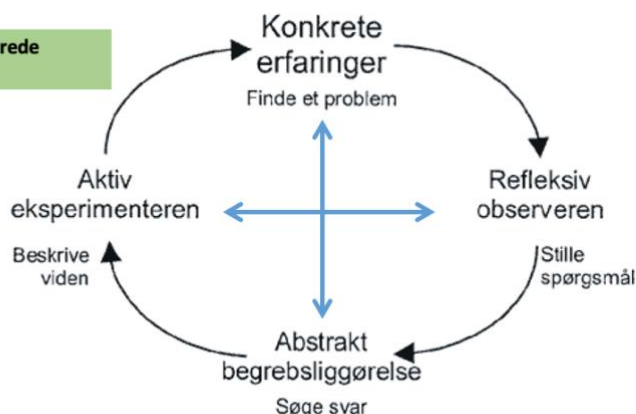 rede
Konkrete
erfaringer
Finde et problem
Aktiv
eksperimenteren
Refleksiv
observeren
Beskrive
viden
Stille
spørgsmål
Abstrakt
begrebsliggørelse
Søge svar